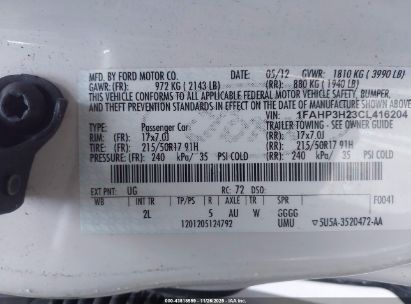 MFD. BY FORD MOTOR CO.
DATE: 05/12 GVWR: 1810 KG ( 3990 LB)
GAWR: (FR): 972 KG ( 2143 LB) (RR): 880 KG ( 1940 LB)
THIS VEHICLE CONFORMS TO ALL APPLICABLE FEDERAL MOTOR VEHICLE SAFETY, BUMPER,
AND THEFT PREVENTION STANDARDS IN EFFECT ON THE DATE OF MANUFACTURE SHOWN ABOVE.
VIN: 1FAHP3H23CL416204
TYPE: Passenger Car: TRAILER TOWING - SEE OWNERS
RIM: (FR): 17x7.0J (RR): 17x7.0J
TIRE: (FR): 215/50R17 91H (RR): 215/50R17 91H
PRESSURE: (FR): 240 kPa/ 35 PSI COLD (RR): 240 kPa/ 35 PSI COLD
EXT PNT: UG RC: 72 DSO: F0041
WB INT TR TP/PS R AXLE TR SPR
2L 5 AU W GGGG
1201205124792 UMU ▽ 5U5A-3520472-AA